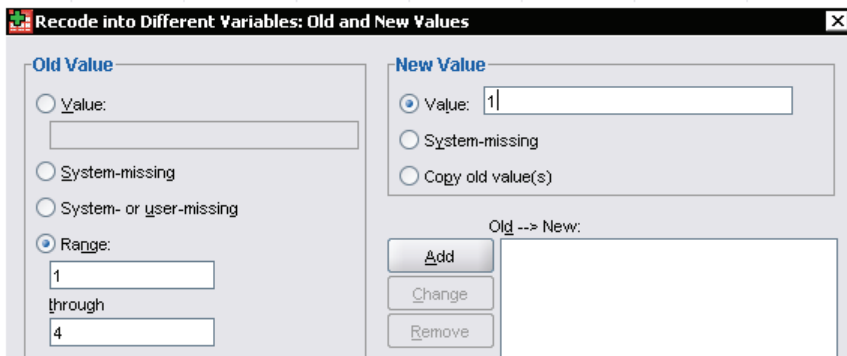 Recode into Different Variables: Old and New Values
Old Value
Value:
System-missing
System- or user-missing
Range:
1
through
4
New Value
Value: 1
System-missing
Copy old value(s)
Old --> New:
Add
Change
Remove